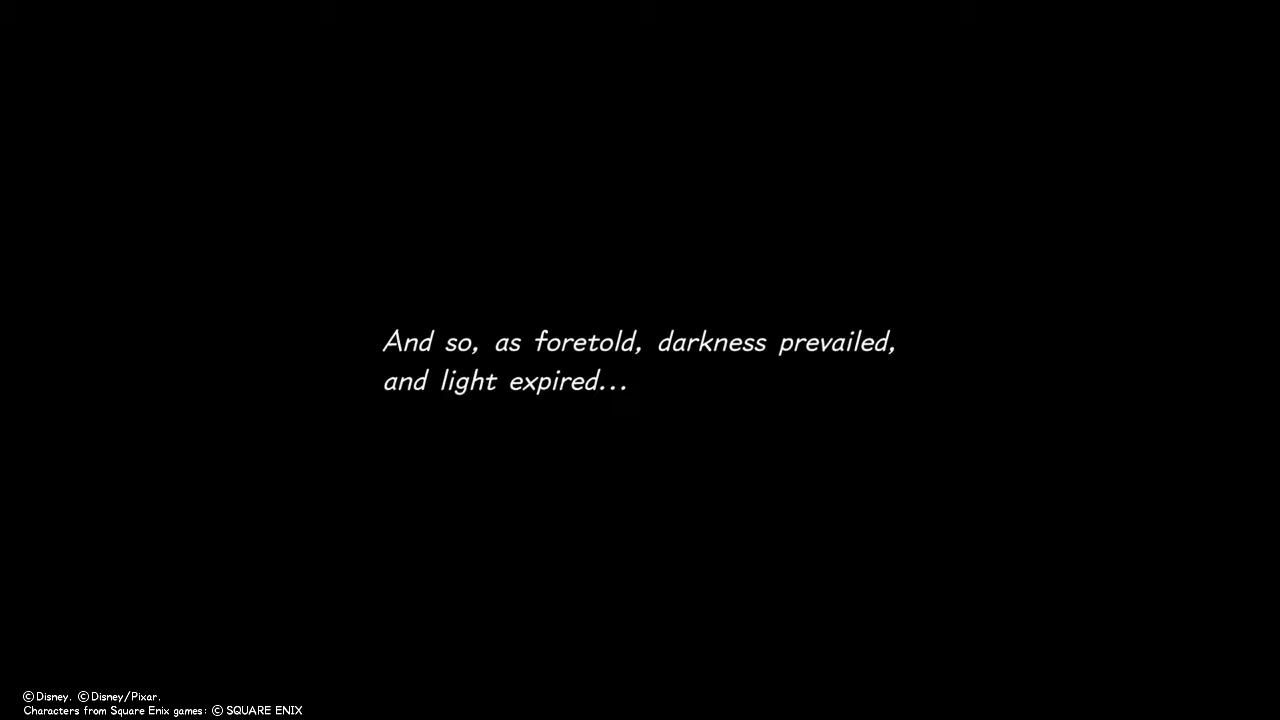 And so, as foretold, darkness prevailed,
and light expired...
©Disney. ©Disney/Pixar.
Characters from Square Enix games: © SQUARE ENIX